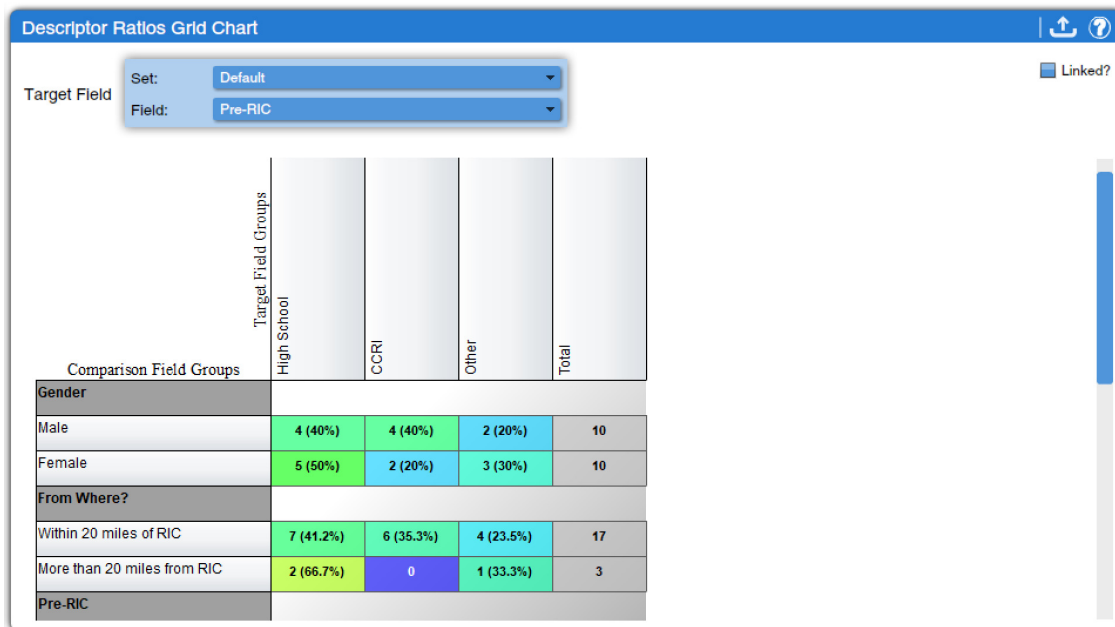 Descriptor Ratios Grid Chart
Linked?
Target Field
Set: Default
Field: Pre-RIC
Target Field Groups
High School
CCRI
Other
Total
Comparison Field Groups
Gender
Male 4 (40%) 4 (40%) 2 (20%) 10
Female 5 (50%) 2 (20%) 3 (30%) 10
From Where?
Within 20 miles of RIC 7 (41.2%) 6 (35.3%) 4 (23.5%) 17
More than 20 miles from RIC 2 (66.7%) 0 1 (33.3%) 3
Pre-RIC